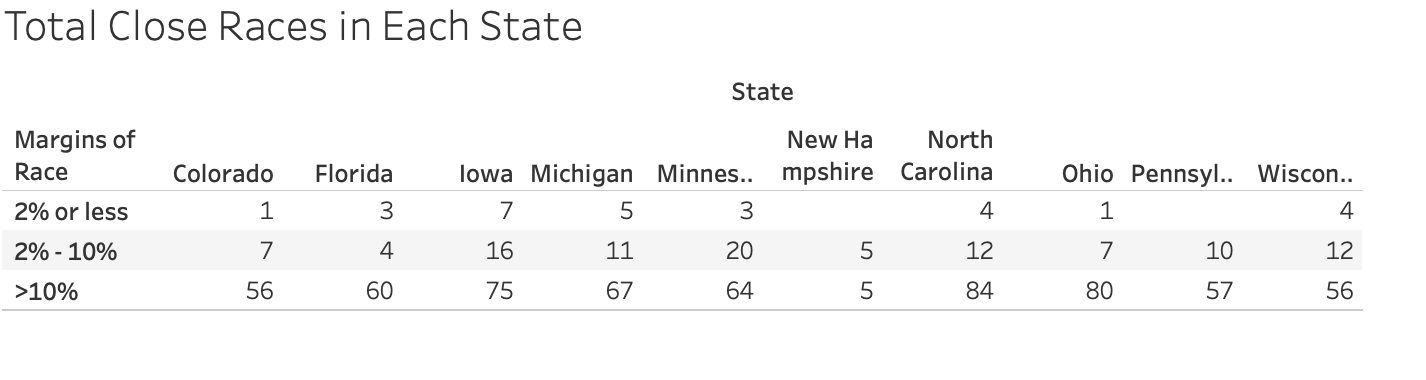 Total Close Races in Each State
State
Margins of Race Colorado Florida Iowa Michigan Minnes.. New Ha mpshire North Carolina Ohio Pennsyl.. Wiscon..
2% or less 1 3 7 5 3 4 1 4
2% - 10% 7 4 16 11 20 5 12 7 10 12
>10% 56 60 75 67 64 5 84 80 57 56